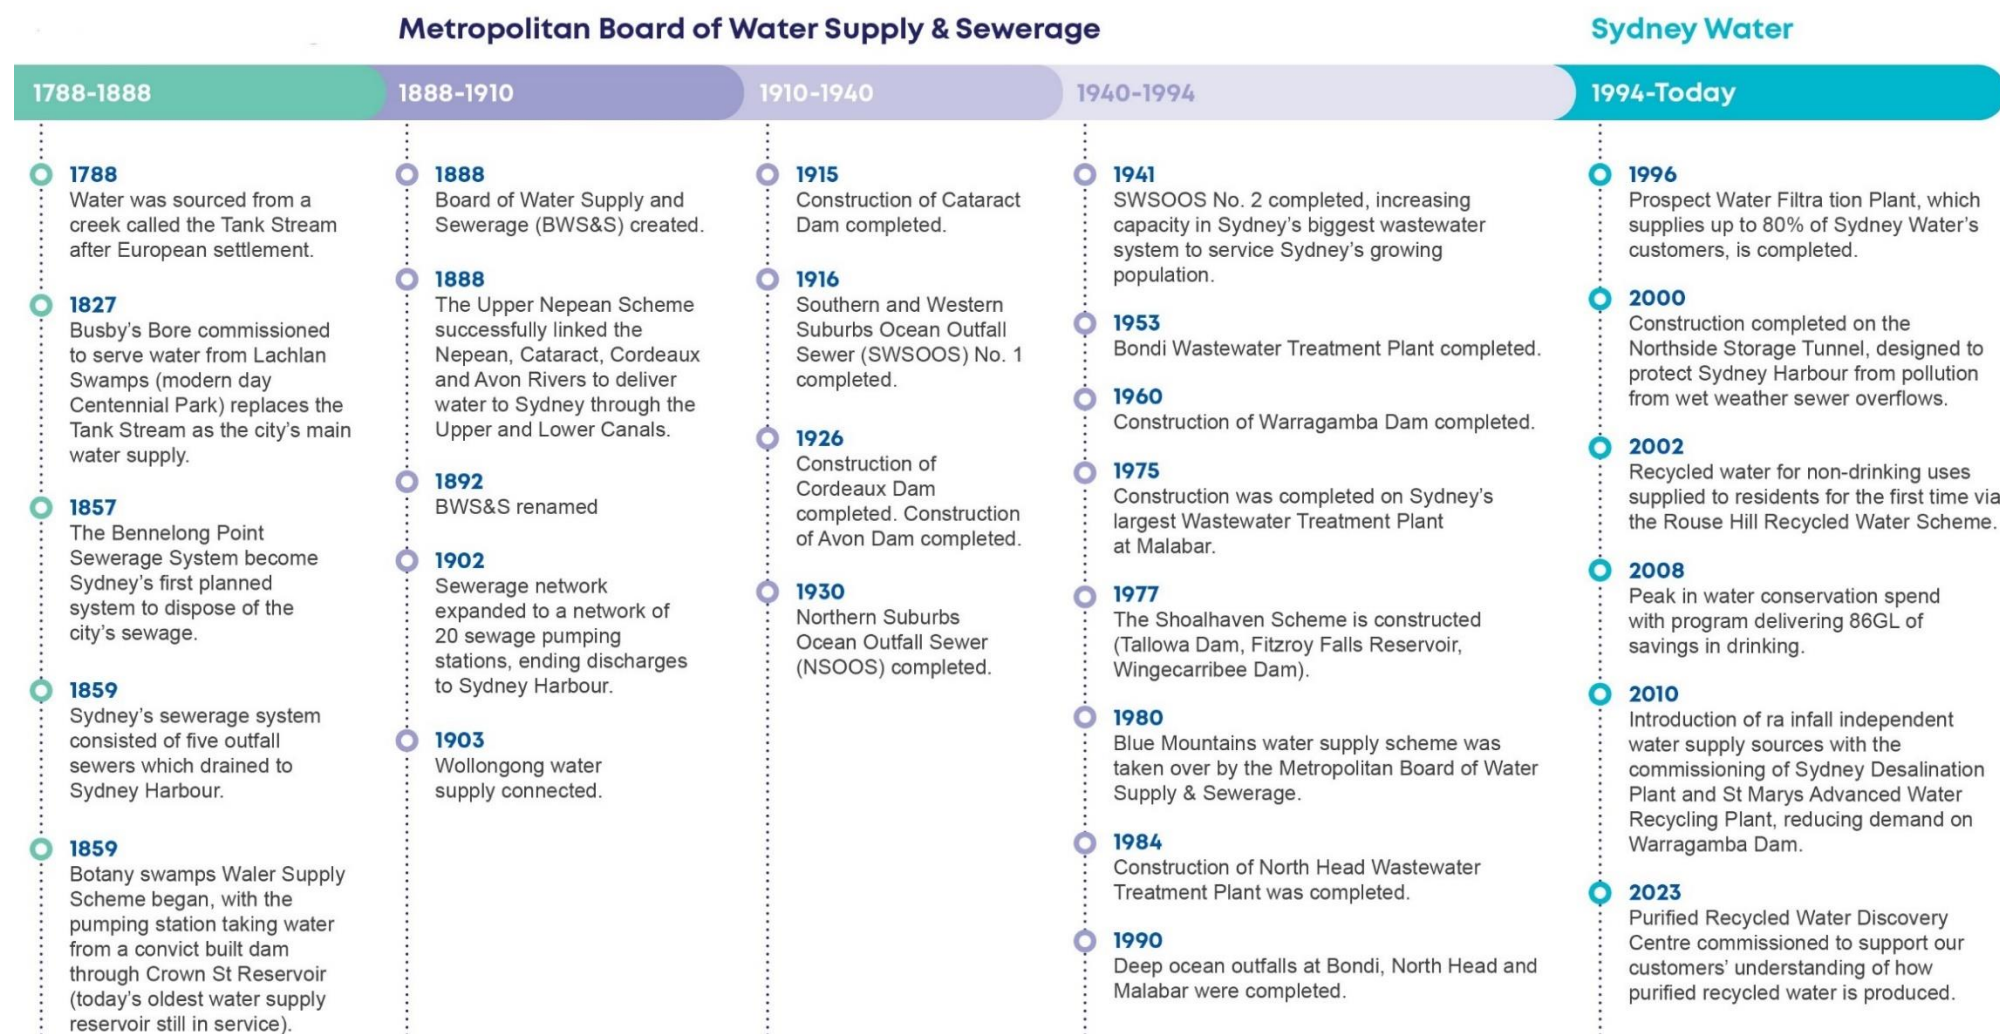 Metropolitan Board of Water Supply & Sewerage
Sydney Water
1788-1888
1888-1910
1910-1940
1940-1994
1994-Today
1788
Water was sourced from a
creek called the Tank Stream
after European settlement.
1827
Busby's Bore commissioned
to serve water from Lachlan
Swamps (modern day
Centennial Park) replaces the
Tank Stream as the city's main
water supply.
1857
The Bennelong Point
Sewerage System become
Sydney's first planned
system to dispose of the
city's sewage.
1859
Sydney's sewerage system
consisted of five outfall
sewers which drained to
Sydney Harbour.
1859
Botany swamps Waler Supply
Scheme began, with the
pumping station taking water
from a convict built dam
through Crown St Reservoir
(today's oldest water supply
reservoir still in service).
1888
Board of Water Supply and
Sewerage (BWS&S) created.
1888
The Upper Nepean Scheme
successfully linked the
Nepean, Cataract, Cordeaux
and Avon Rivers to deliver
water to Sydney through the
Upper and Lower Canals.
1892
BWS&S renamed
1902
Sewerage network
expanded to a network of
20 sewage pumping
stations, ending discharges
to Sydney Harbour.
1903
Wollongong water
supply connected.
1915
Construction of Cataract
Dam completed.
1916
Southern and Western
Suburbs Ocean Outfall
Sewer (SWSOOS) No. 1
completed.
1926
Construction of
Cordeaux Dam
completed. Construction
of Avon Dam completed.
1930
Northern Suburbs
Ocean Outfall Sewer
(NSOOS) completed.
1941
SWSOOS No. 2 completed, increasing
capacity in Sydney's biggest wastewater
system to service Sydney's growing
population.
1953
Bondi Wastewater Treatment Plant completed.
1960
Construction of Warragamba Dam completed.
1975
Construction was completed on Sydney's
largest Wastewater Treatment Plant
at Malabar.
1977
The Shoalhaven Scheme is constructed
(Tallowa Dam, Fitzroy Falls Reservoir,
Wingecarribee Dam).
1980
Blue Mountains water supply scheme was
taken over by the Metropolitan Board of Water
Supply & Sewerage.
1984
Construction of North Head Wastewater
Treatment Plant was completed.
1990
Deep ocean outfalls at Bondi, North Head and
Malabar were completed.
1996
Prospect Water Filtra tion Plant, which
supplies up to 80% of Sydney Water's
customers, is completed.
2000
Construction completed on the
Northside Storage Tunnel, designed to
protect Sydney Harbour from pollution
from wet weather sewer overflows.
2002
Recycled water for non-drinking uses
supplied to residents for the first time via
the Rouse Hill Recycled Water Scheme.
2008
Peak in water conservation spend
with program delivering 86GL of
savings in drinking.
2010
Introduction of ra infall independent
water supply sources with the
commissioning of Sydney Desalination
Plant and St Marys Advanced Water
Recycling Plant, reducing demand on
Warragamba Dam.
2023
Purified Recycled Water Discovery
Centre commissioned to support our
customers' understanding of how
purified recycled water is produced.